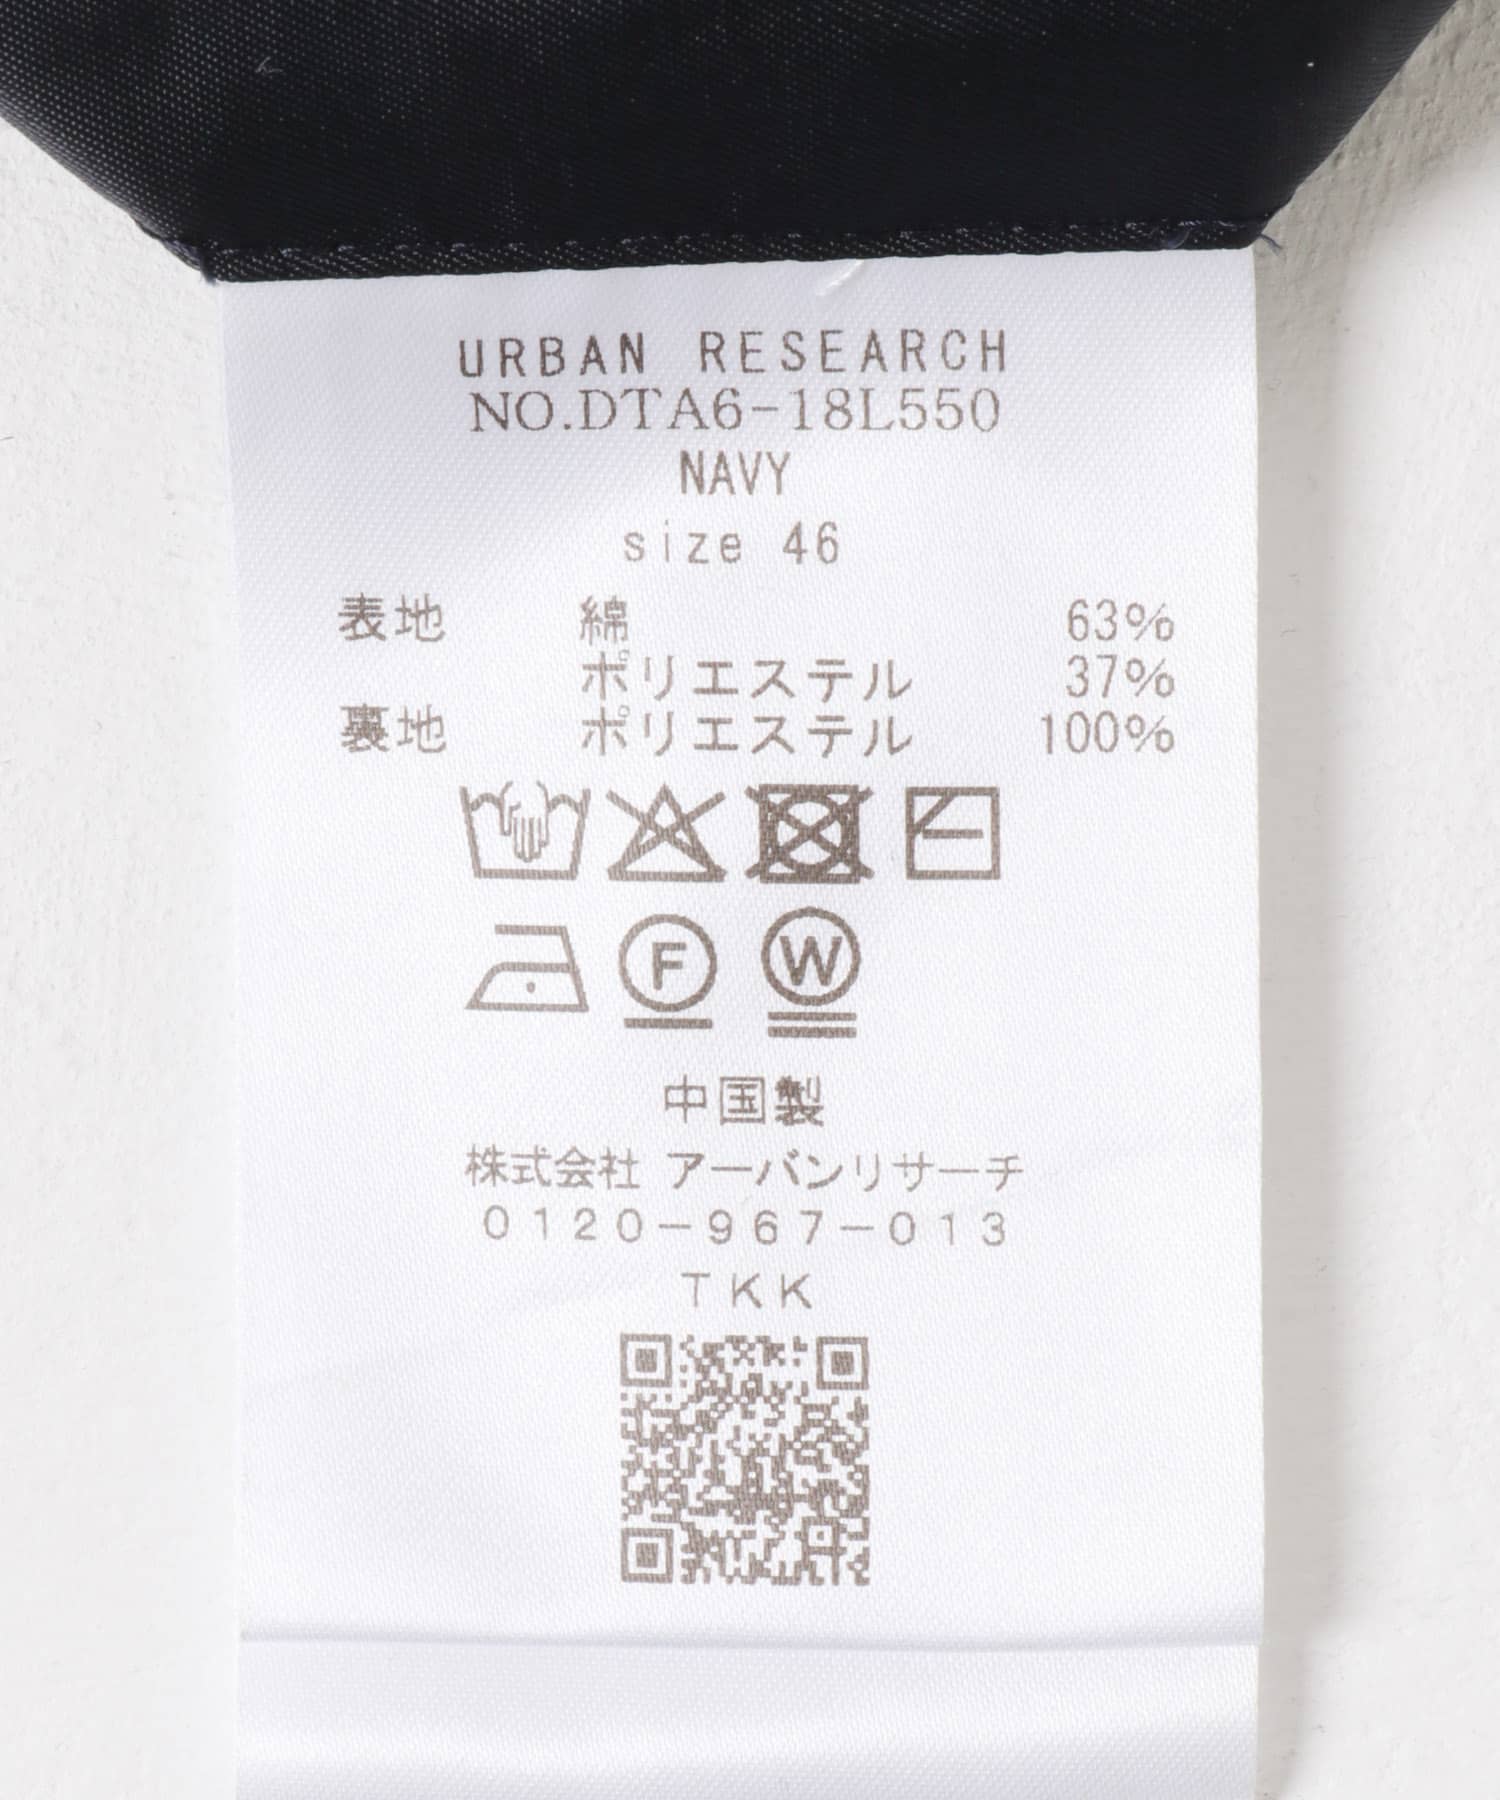 URBAN RESEARCH
NO.DTA6-18L550
NAVY
size 46
表地 綿 63%
ポリエステル 37%
裏地 ポリエステル 100%
F W
中国製
株式会社 アーバンリサーチ
0120-967-013
TKK